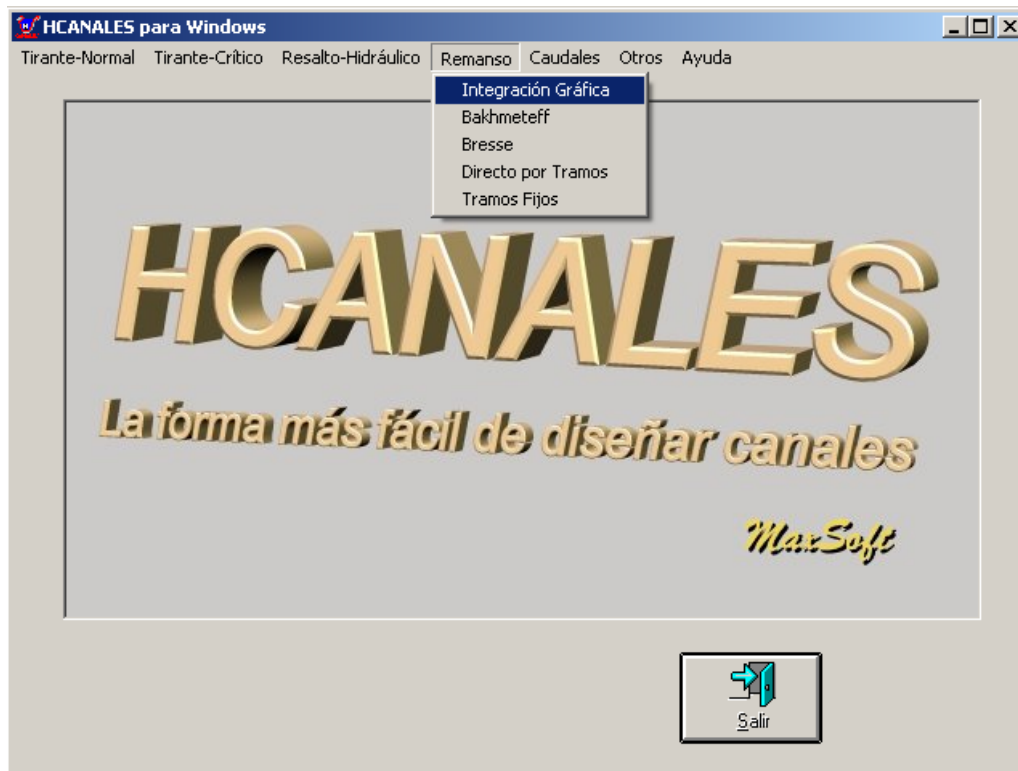 HCANALES para Windows
Tirante-Normal Tirante-Crítico Resalto-Hidráulico Remanso Caudales Otros Ayuda
Integración Gráfica
Bakhmeteff
Bresse
Directo por Tramos
Tramos Fijos
HCANALES
La forma más fácil de diseñar canales
MaxSoft
Salir